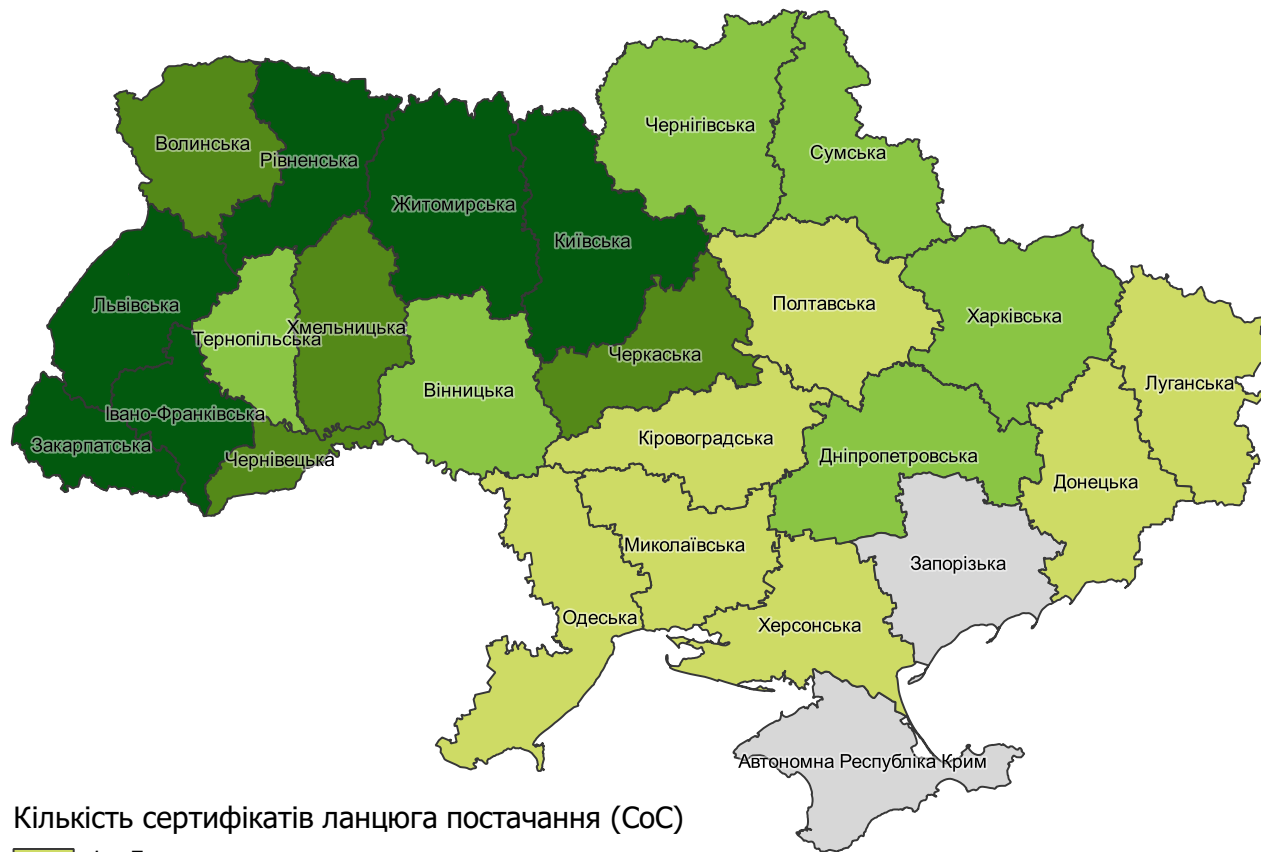 Чернігівська
Сумська
Волинська
Рівненська
Житомирська
Київська
Львівська
Полтавська
Харківська
Тернопільська
Хмельницька
Черкаська
Вінницька
Луганська
Івано-Франківська
Закарпатська
Чернівецька
Кіровоградська
Дніпропетровська
Донецька
Миколаївська
Запорізька
Одеська
Херсонська
Автономна Республіка Крим
Кількість сертифікатів ланцюга постачання (CoC)